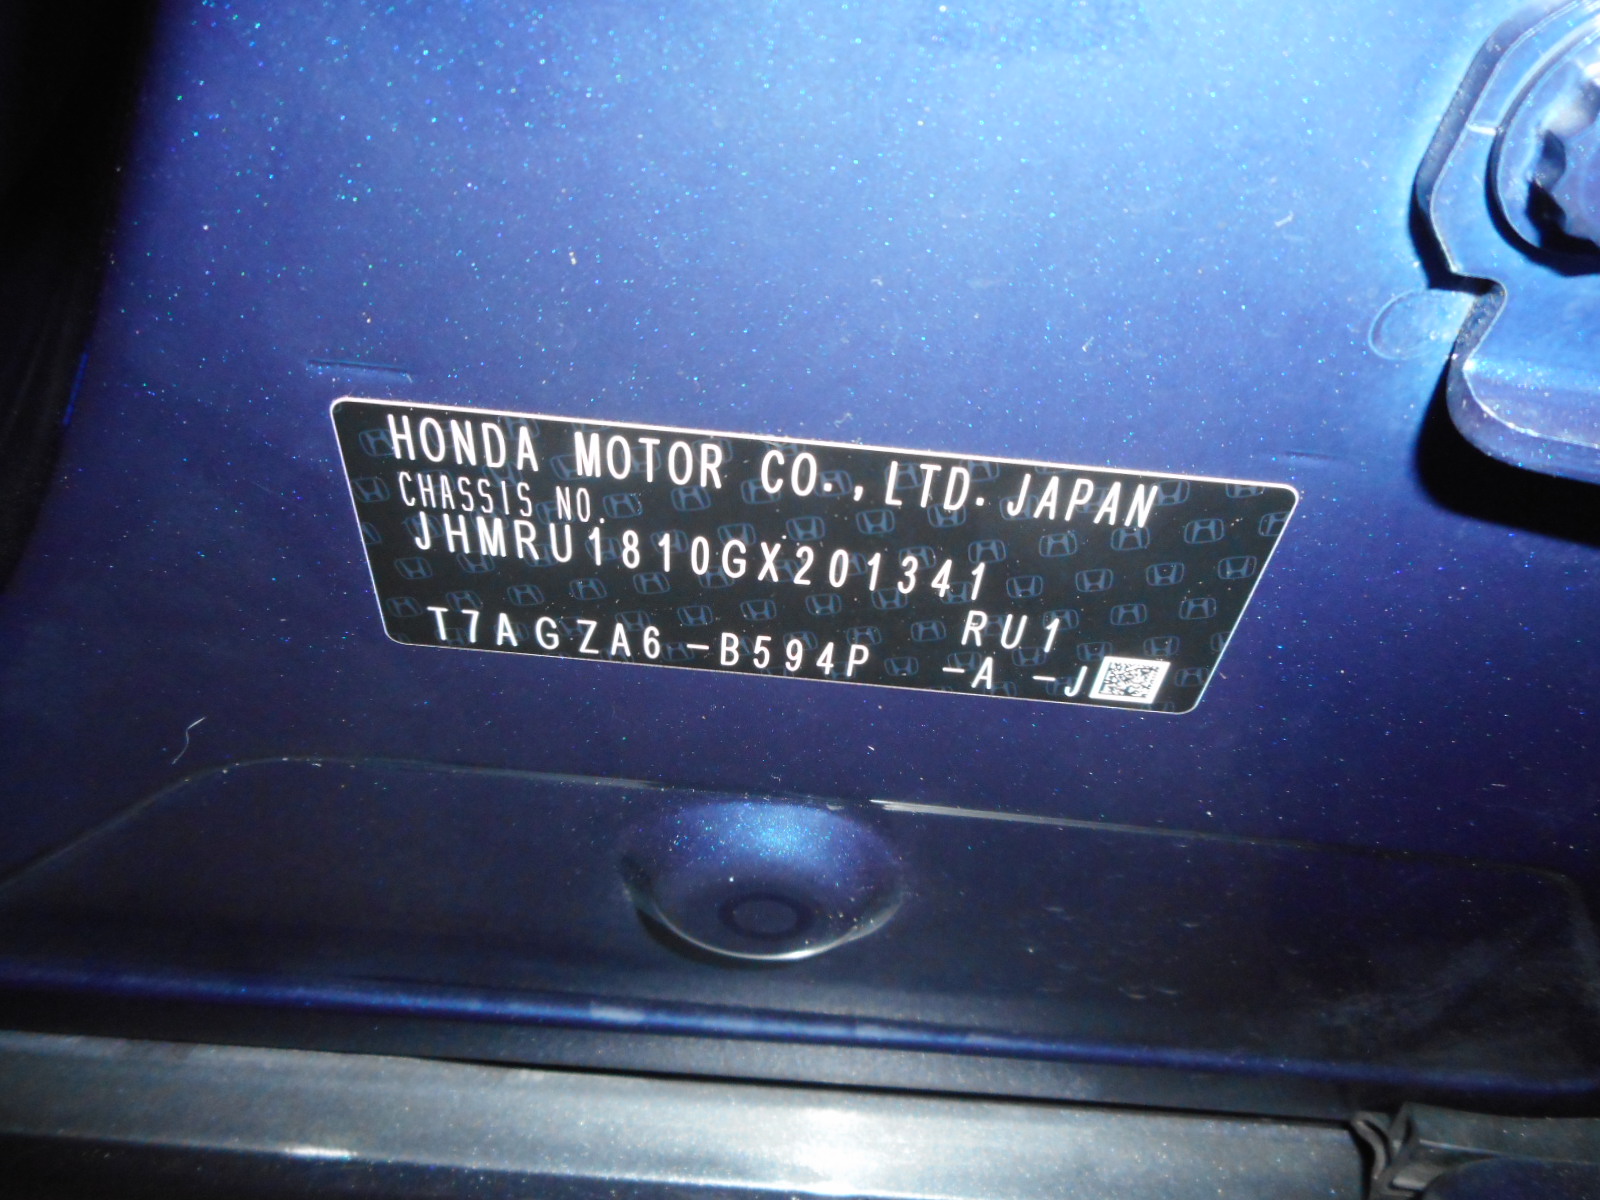 HONDA MOTOR CO.,LTD. JAPAN
CHASSIS NO.
JHMRU1810GX201341
RU1
T7AGZA6-B594P -A -J